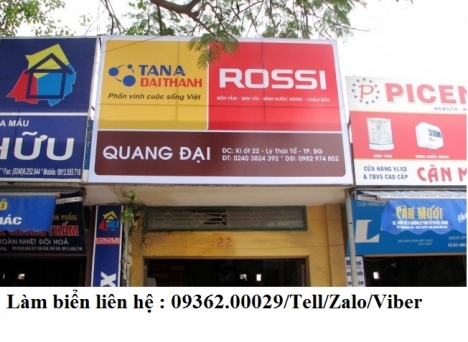 TANA
ĐẠI THÀNH
Phồn vinh cuộc sống Việt
ROSSI
BỒN TẮM - SEN VÒI - BÌNH NƯỚC NÓNG - CHẬU RỬA
QUANG ĐẠI
ĐC: Ki ốt 22 - Lý Thái Tổ - TP. BG
ĐT: 0240 3824 392 * DĐ: 0982 974 852
A MÀU
HỮU
PICEN
CỬA HÀNG VLXD
& TBVS CAO CẤP
CẦN M
CẦN MƯỜI
22
Làm biển liên hệ : 09362.00029/Tell/Zalo/Viber